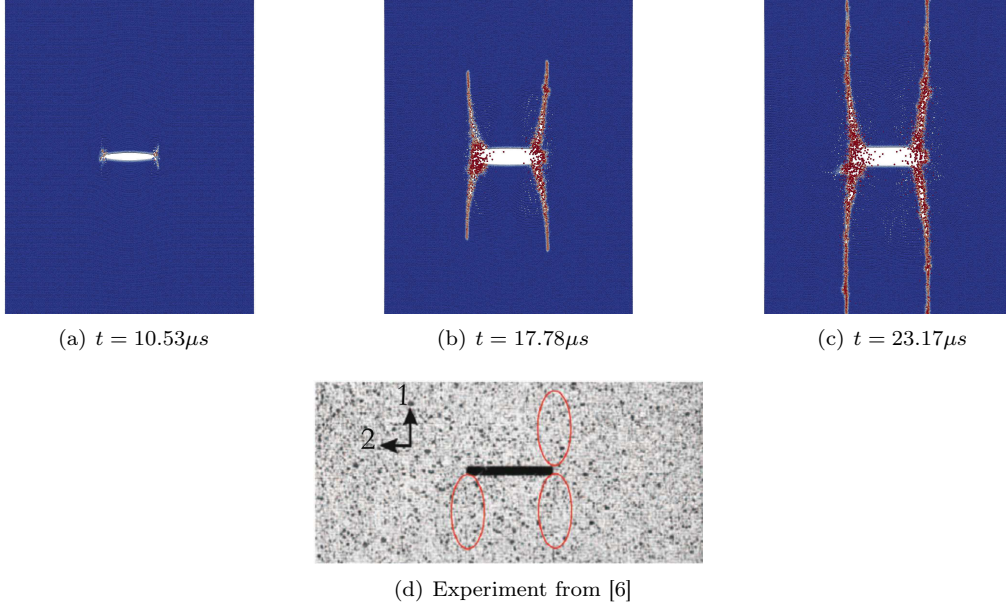 (a) t = 10.53μs
(b) t = 17.78μs
(c) t = 23.17μs
1
2
(d) Experiment from [6]